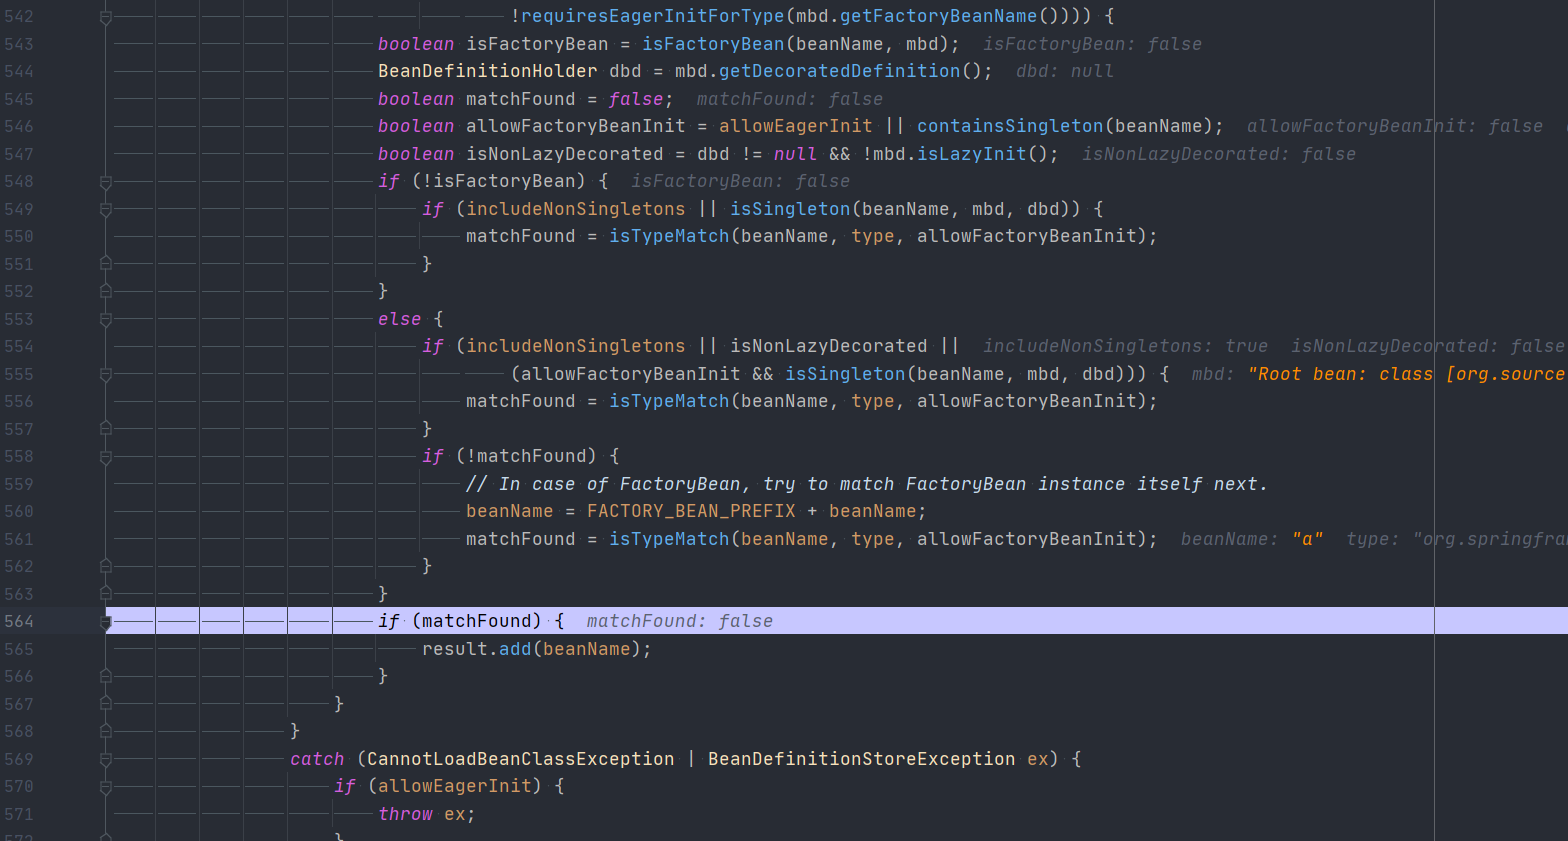 542 !requiresEagerInitForType(mbd.getFactoryBeanName()))) {
543 boolean isFactoryBean = isFactoryBean(beanName, mbd); isFactoryBean: false
544 BeanDefinitionHolder dbd = mbd.getDecoratedDefinition(); dbd: null
545 boolean matchFound = false; matchFound: false
546 boolean allowFactoryBeanInit = allowEagerInit || containsSingleton(beanName); allowFactoryBeanInit: false
547 boolean isNonLazyDecorated = dbd != null && !mbd.isLazyInit(); isNonLazyDecorated: false
548 if (!isFactoryBean) { isFactoryBean: false
549 if (includeNonSingletons || isSingleton(beanName, mbd, dbd)) {
550 matchFound = isTypeMatch(beanName, type, allowFactoryBeanInit);
551 }
552 }
553 else {
554 if (includeNonSingletons || isNonLazyDecorated || includeNonSingletons: true isNonLazyDecorated: false
555 (allowFactoryBeanInit && isSingleton(beanName, mbd, dbd))) { mbd: "Root bean: class [org.source
556 matchFound = isTypeMatch(beanName, type, allowFactoryBeanInit);
557 }
558 if (!matchFound) {
559 // In case of FactoryBean, try to match FactoryBean instance itself next.
560 beanName = FACTORY_BEAN_PREFIX + beanName;
561 matchFound = isTypeMatch(beanName, type, allowFactoryBeanInit); beanName: "a" type: "org.springfra
562 }
563 }
564 if (matchFound) { matchFound: false
565 result.add(beanName);
566 }
567 }
568 }
569 catch (CannotLoadBeanClassException | BeanDefinitionStoreException ex) {
570 if (allowEagerInit) {
571 throw ex;
572 }